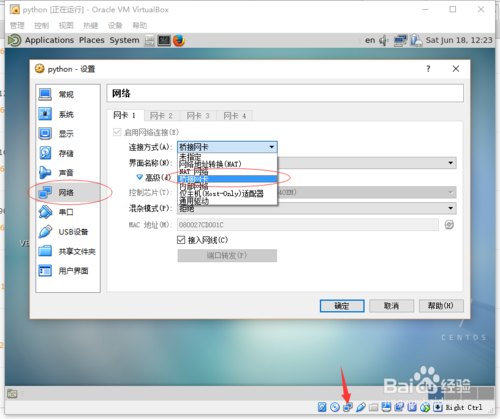 python [正在运行] - Oracle VM VirtualBox
管理 控制 视图 热键 设备 帮助
Applications Places System en Sat Jun 18, 12:23
python - 设置 ?
常规
系统
显示
存储
声音
网络
串口
USB设备
共享文件夹
用户界面
网络
网卡 1 网卡 2 网卡 3 网卡 4
启用网络连接(E)
连接方式(A): 桥接网卡
未指定
网络地址转换(NAT)
NAT 网络
桥接网卡
内部网络
仅主机(Host-Only)适配器
通用驱动
界面名称(N):
高级(d)
控制芯片(T):
混杂模式(P): 拒绝
MAC 地址(M): 080027CD001C
接入网线(C)
端口转发(F)
确定 取消 帮助(H)
CENTOS
Baidu经验
Right Ctrl